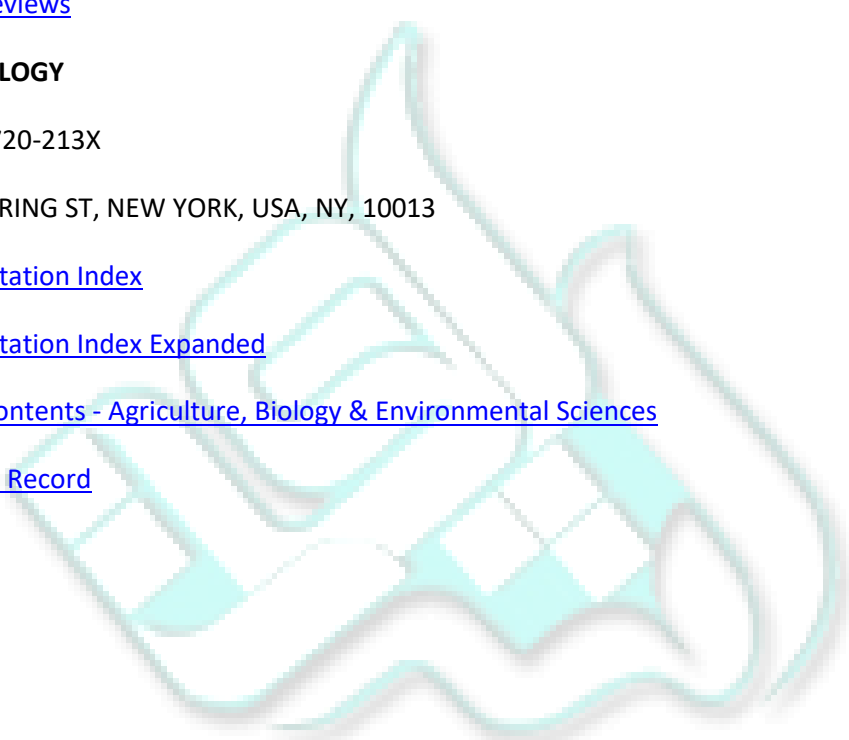 eviews
LOGY
720-213X
RING ST, NEW YORK, USA, NY, 10013
tation Index
tation Index Expanded
ontents - Agriculture, Biology & Environmental Sciences
Record